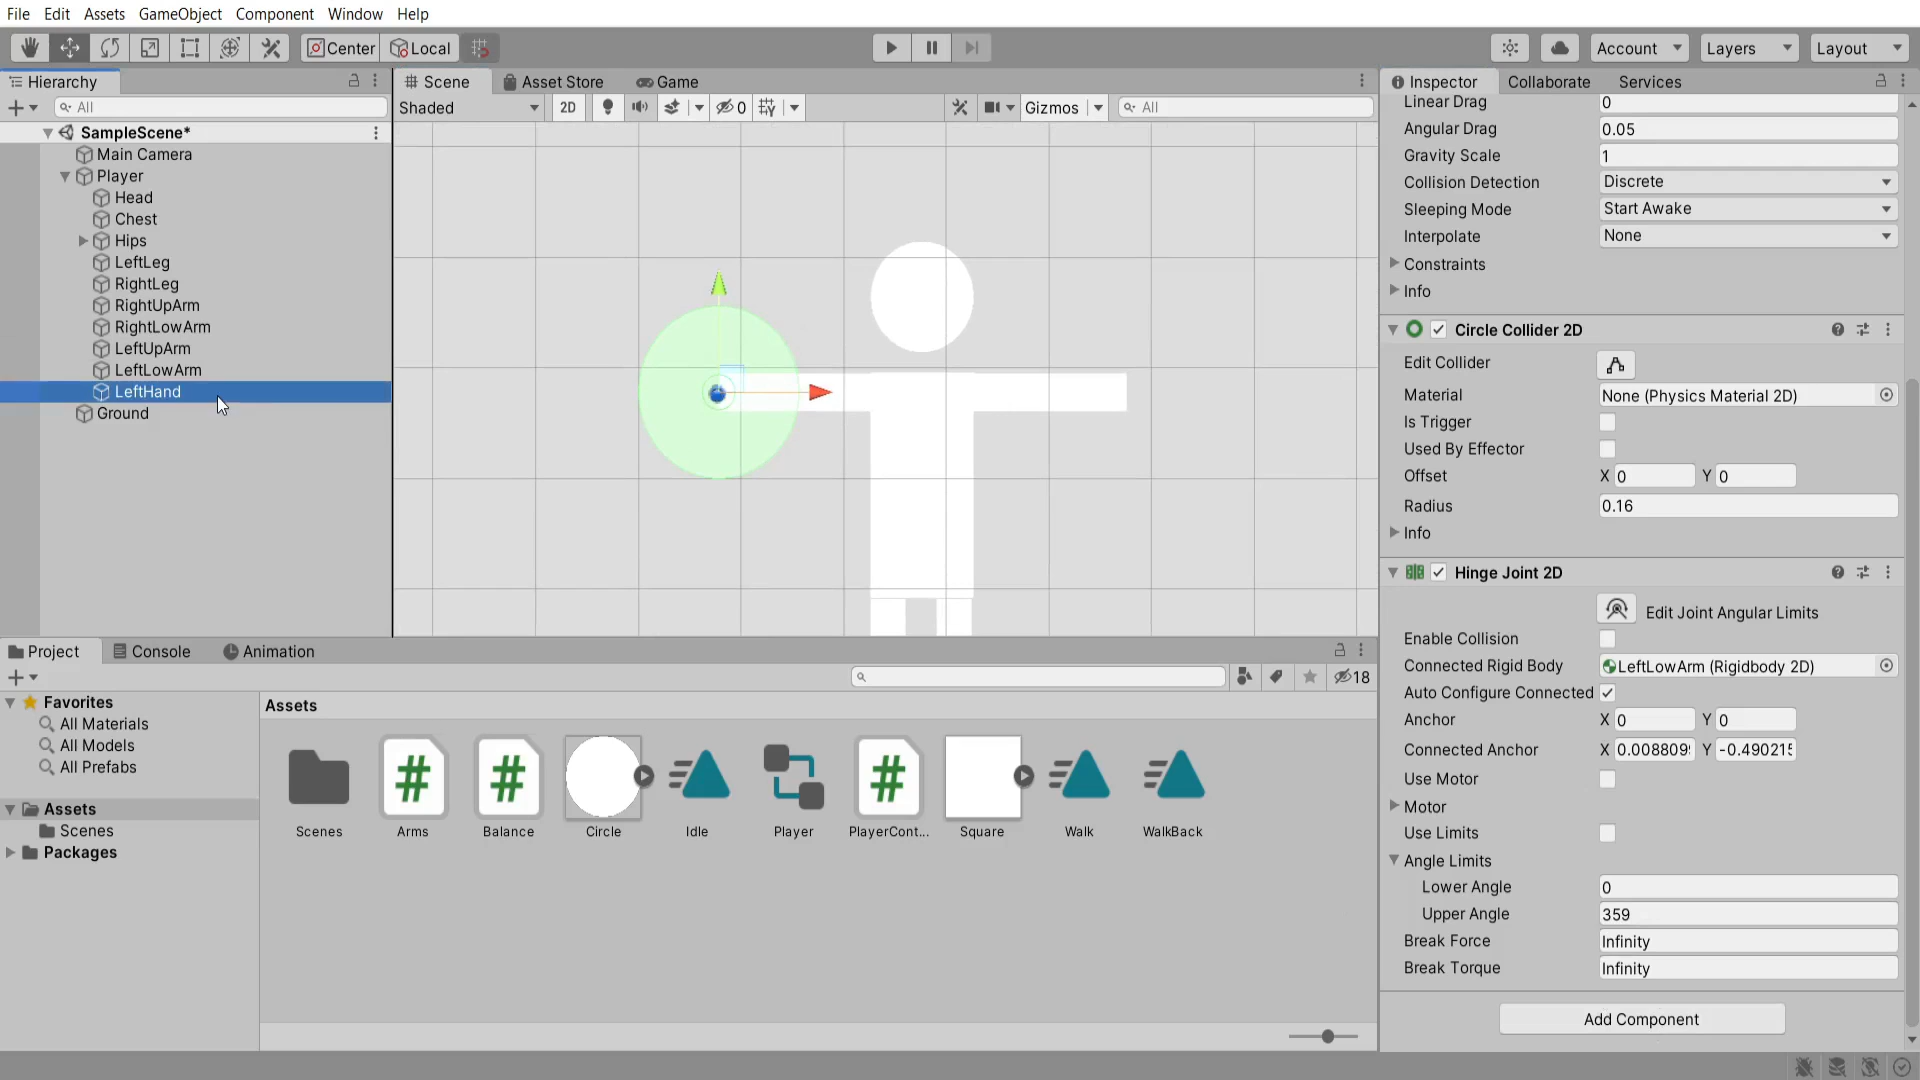 File Edit Assets GameObject Component Window Help
Center Local Account Layers Layout
Hierarchy
All
SampleScene*
Main Camera
Player
Head
Chest
Hips
LeftLeg
RightLeg
RightUpArm
RightLowArm
LeftUpArm
LeftLowArm
LeftHand
Ground
Scene Asset Store Game
Shaded 2D 0 Gizmos All
Inspector Collaborate Services
Linear Drag 0
Angular Drag 0.05
Gravity Scale 1
Collision Detection Discrete
Sleeping Mode Start Awake
Interpolate None
Constraints
Info
Circle Collider 2D
Edit Collider
Material None (Physics Material 2D)
Is Trigger
Used By Effector
Offset X 0 Y 0
Radius 0.16
Info
Hinge Joint 2D
Edit Joint Angular Limits
Enable Collision
Connected Rigid Body LeftLowArm (Rigidbody 2D)
Auto Configure Connected
Anchor X 0 Y 0
Connected Anchor X 0.008809 Y -0.490215
Use Motor
Motor
Use Limits
Angle Limits
Lower Angle 0
Upper Angle 359
Break Force Infinity
Break Torque Infinity
Add Component
Project Console Animation
18
Favorites
All Materials
All Models
All Prefabs
Assets
Scenes
Packages
Assets
Scenes Arms Balance Circle Idle Player PlayerCont... Square Walk WalkBack